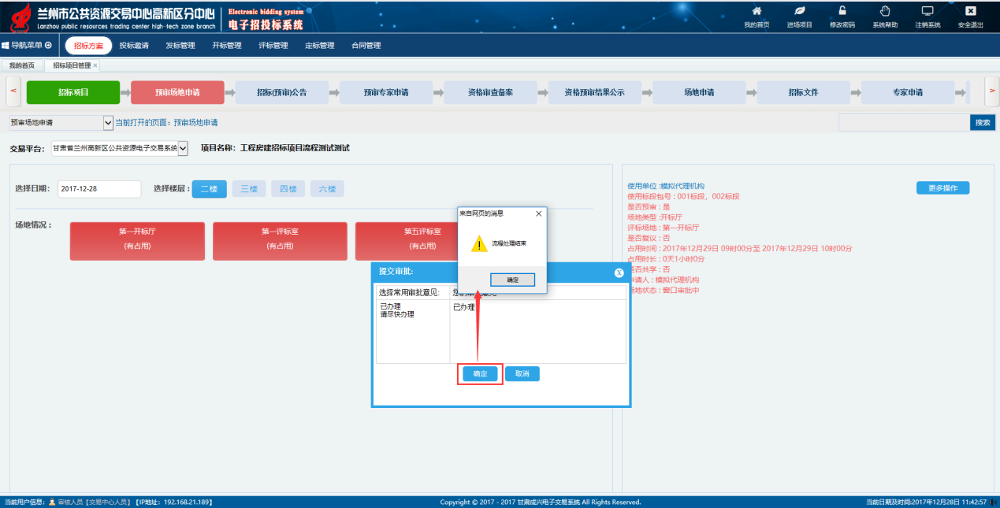 兰州市公共资源交易中心高新区分中心
Lanzhou public resources trading center high-tech zone branch
Electronic bidding system
电子招投标系统
我的首页 进场项目 修改密码 系统帮助 注销系统 安全退出
导航菜单 招标方案 投标邀请 发标管理 开标管理 评标管理 定标管理 合同管理
我的首页 招标项目管理 ×
< 招标项目 预审场地申请 招标(预审)公告 预审专家申请 资格审查备案 资格预审结果公示 场地申请 招标文件 专家申请 >
预审场地申请 当前打开的页面：预审场地申请 搜索
交易平台： 甘肃省兰州高新区公共资源电子交易系统 项目名称：工程房建招标项目流程测试测试
选择日期： 2017-12-28 选择楼层： 二楼 三楼 四楼 六楼
场地情况：
第一开标厅
(有占用)
第一评标室
(有占用)
第五评标室
(有占用)
来自网页的消息
流程处理结束
确定
提交审批: X
选择常用审批意见:
已办理
请尽快办理
已办理
确定 取消
使用单位 :模拟代理机构
更多操作
使用标段包号：001标段，002标段
是否预审：是
场地类型 :开标厅
评标场地：第一开标厅
是否复议：否
占用时间：2017年12月29日 09时00分至 2017年12月29日 10时00分
占用时长：0天1小时0分
是否共享：否
请人：模拟代理机构
地状态：窗口审批中
当前用户信息： 审核人员【交易中心人员】【IP地址：192.168.21.189】
Copyright © 2017 - 2017 甘肃成兴电子交易系统 All Rights Reserved.
当前日期及时间:2017年12月28日 11:42:57